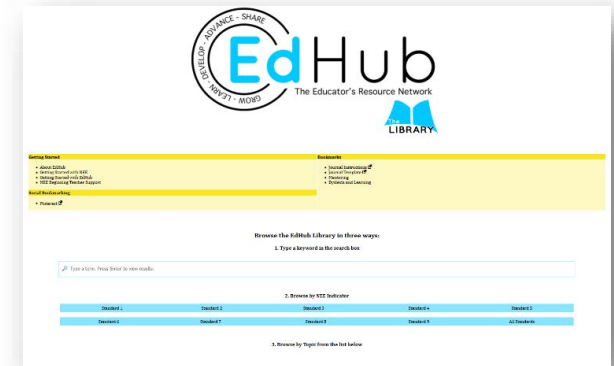 GROW - LEARN - DEVELOP - ADVANCE - SHARE
EdHub
The Educator's Resource Network
The
LIBRARY
Getting Started
About EdHub
Getting Started with NEE
Getting Started with EdHub
NEE Beginning Teacher Support
Social Bookmarking
Pinterest
Bookmarks
Journal Instructions
Journal Template
Mentoring
Dyslexia and Learning
Browse the EdHub Library in three ways:
1. Type a keyword in the search box
Type a term. Press 'Enter' to view results.
2. Browse by NEE Indicator
Standard 1 Standard 2 Standard 3 Standard 4 Standard 5
Standard 6 Standard 7 Standard 8 Standard 9 All Standards
3. Browse by Topic from the list below